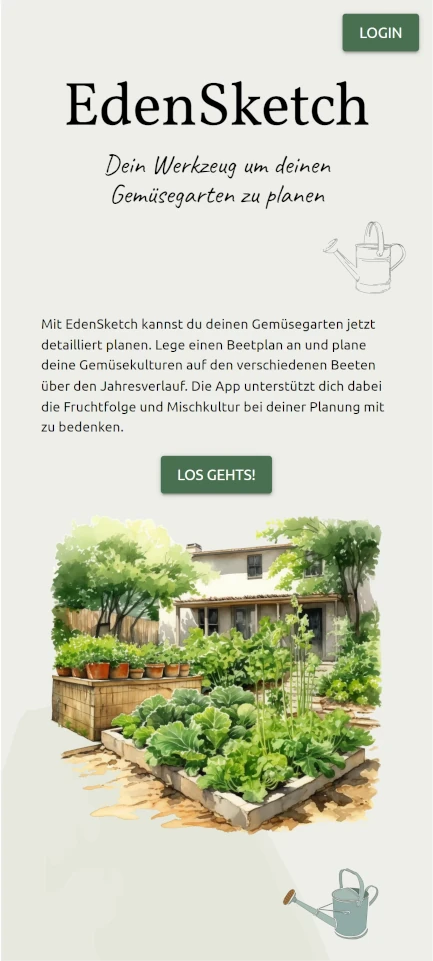 LOGIN
EdenSketch
Dein Werkzeug um deinen
Gemüsegarten zu planen
Mit EdenSketch kannst du deinen Gemüsegarten jetzt
detailliert planen. Lege einen Beetplan an und plane
deine Gemüsekulturen auf den verschiedenen Beeten
über den Jahresverlauf. Die App unterstützt dich dabei
die Fruchtfolge und Mischkultur bei deiner Planung mit
zu bedenken.
LOS GEHTS!